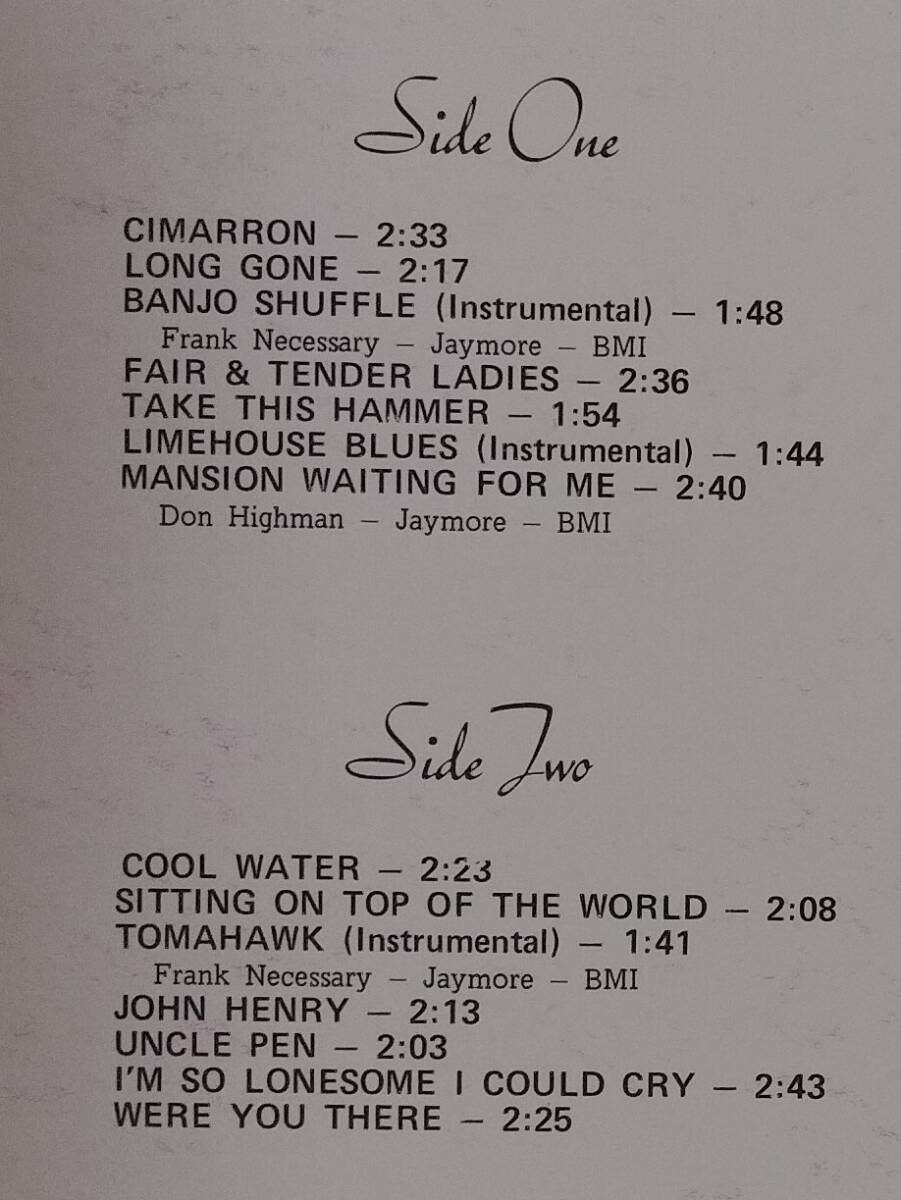 Side One
CIMARRON — 2:33
LONG GONE — 2:17
BANJO SHUFFLE (Instrumental) — 1:48
Frank Necessary — Jaymore — BMI
FAIR & TENDER LADIES — 2:36
TAKE THIS HAMMER — 1:54
LIMEHOUSE BLUES (Instrumental) — 1:44
MANSION WAITING FOR ME — 2:40
Don Highman — Jaymore — BMI
Side Two
COOL WATER — 2:23
SITTING ON TOP OF THE WORLD — 2:08
TOMAHAWK (Instrumental) — 1:41
Frank Necessary — Jaymore — BMI
JOHN HENRY — 2:13
UNCLE PEN — 2:03
I'M SO LONESOME I COULD CRY — 2:43
WERE YOU THERE — 2:25